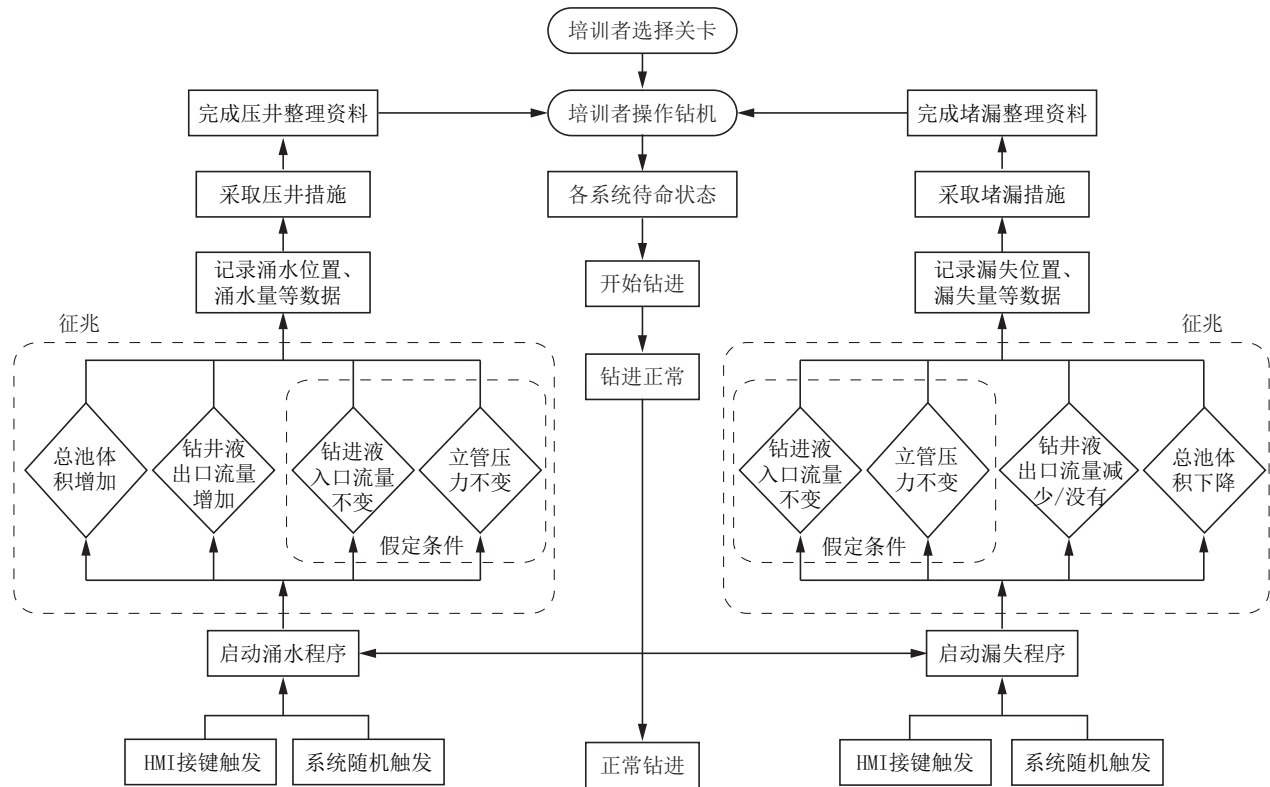 培训者选择关卡
完成压井整理资料
培训者操作钻机
完成堵漏整理资料
采取压井措施
各系统待命状态
采取堵漏措施
记录涌水位置、
涌水量等数据
开始钻进
记录漏失位置、
漏失量等数据
征兆
征兆
钻进正常
总池体
积增加
钻井液
出口流量
增加
钻进液
入口流量
不变
立管压
力不变
假定条件
钻进液
入口流量
不变
立管压
力不变
假定条件
钻井液
出口流量减
少/没有
总池体
积下降
启动涌水程序
启动漏失程序
HMI接键触发
系统随机触发
正常钻进
HMI接键触发
系统随机触发